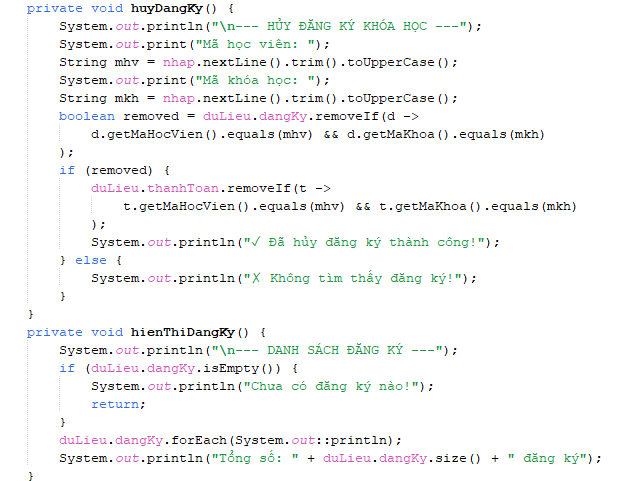 private void huyDangKy() {
    System.out.println("\n--- HỦY ĐĂNG KÝ KHÓA HỌC ---");
    System.out.print("Mã học viên: ");
    String mhv = nhap.nextLine().trim().toUpperCase();
    System.out.print("Mã khóa học: ");
    String mkh = nhap.nextLine().trim().toUpperCase();
    boolean removed = duLieu.dangKy.removeIf(d ->
        d.getMaHocVien().equals(mhv) && d.getMaKhoa().equals(mkh)
    );
    if (removed) {
        duLieu.thanhToan.removeIf(t ->
            t.getMaHocVien().equals(mhv) && t.getMaKhoa().equals(mkh)
        );
        System.out.println("✓ Đã hủy đăng ký thành công!");
    } else {
        System.out.println("✗ Không tìm thấy đăng ký!");
    }
}
private void hienThiDangKy() {
    System.out.println("\n--- DANH SÁCH ĐĂNG KÝ ---");
    if (duLieu.dangKy.isEmpty()) {
        System.out.println("Chưa có đăng ký nào!");
        return;
    }
    duLieu.dangKy.forEach(System.out::println);
    System.out.println("Tổng số: " + duLieu.dangKy.size() + " đăng ký");
}